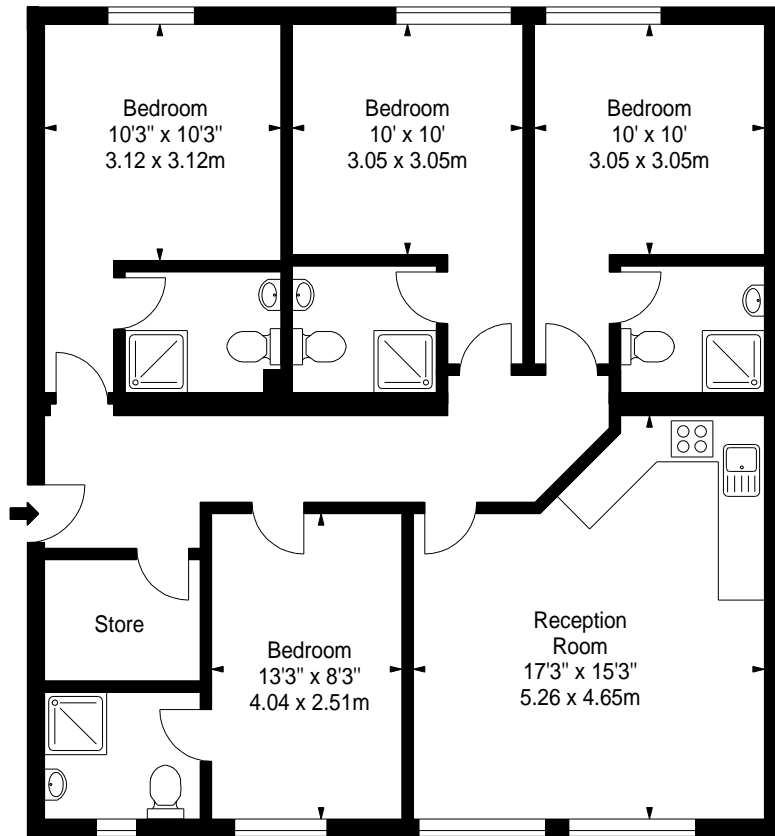 Bedroom
10'3" x 10'3"
3.12 x 3.12m
Bedroom
10' x 10'
3.05 x 3.05m
Bedroom
10' x 10'
3.05 x 3.05m
Store
Bedroom
13'3" x 8'3"
4.04 x 2.51m
Reception
Room
17'3" x 15'3"
5.26 x 4.65m